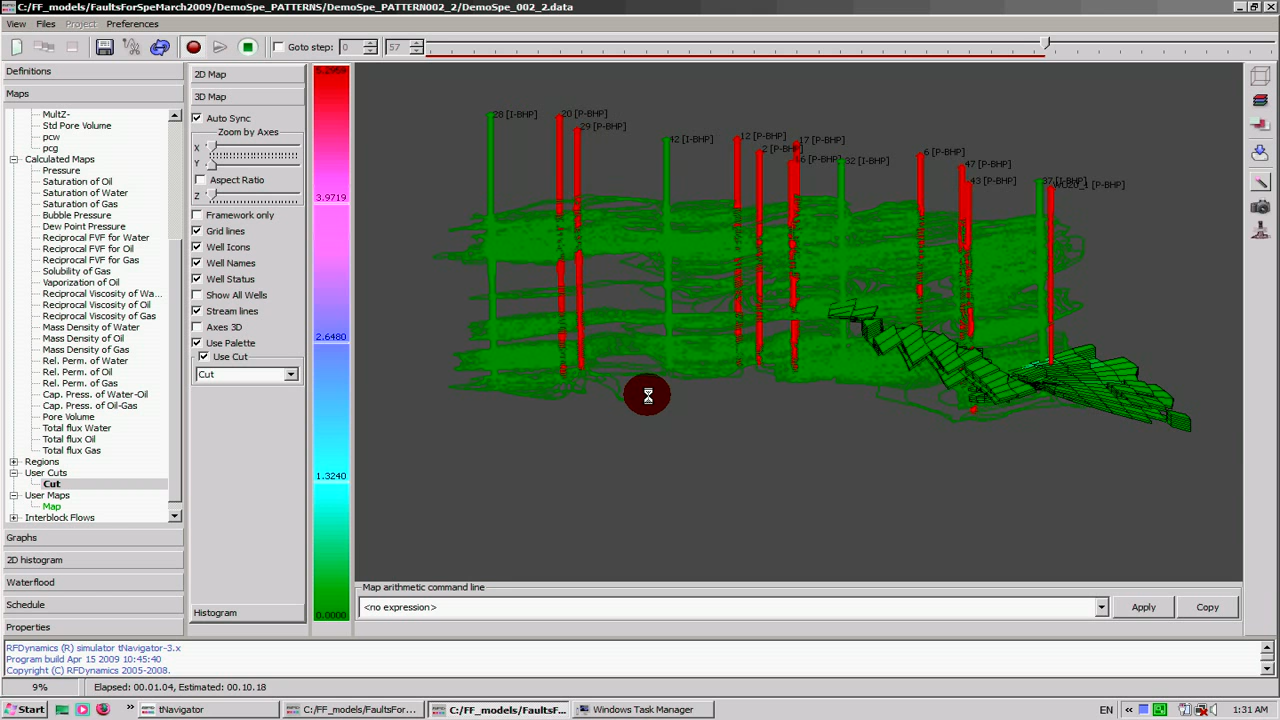 C:/FF_models/FaultsForSpeMarch2009/DemoSpe_PATTERNS/DemoSpe_PATTERN002_2/DemoSpe_002_2.data
View Files Project Preferences
Goto step: 0 57
Definitions
Maps
MultZ-
Std Pore Volume
pcw
pcg
Calculated Maps
Pressure
Saturation of Oil
Saturation of Water
Saturation of Gas
Bubble Pressure
Dew Point Pressure
Reciprocal FVF for Water
Reciprocal FVF for Oil
Reciprocal FVF for Gas
Solubility of Gas
Vaporization of Oil
Reciprocal Viscosity of Wa...
Reciprocal Viscosity of Oil
Reciprocal Viscosity of Gas
Mass Density of Water
Mass Density of Oil
Mass Density of Gas
Rel. Perm. of Water
Rel. Perm. of Oil
Rel. Perm. of Gas
Cap. Press. of Water-Oil
Cap. Press. of Oil-Gas
Pore Volume
Total flux Water
Total flux Oil
Total flux Gas
Regions
User Cuts
Cut
User Maps
Map
Interblock Flows
Graphs
2D histogram
Waterflood
Schedule
Properties
2D Map
3D Map
Auto Sync
Zoom by Axes
X
Y
Aspect Ratio
Z
Framework only
Grid lines
Well Icons
Well Names
Well Status
Show All Wells
Stream lines
Axes 3D
Use Palette
Use Cut
Cut
Histogram
5.2959
3.9719
2.6480
1.3240
0.0000
28 [I-BHP]
20 [P-BHP]
29 [P-BHP]
42 [I-BHP]
12 [P-BHP]
2 [P-BHP]
17 [P-BHP]
32 [I-BHP]
6 [P-BHP]
47 [P-BHP]
43 [P-BHP]
[P-BHP]
Map arithmetic command line
<no expression>
Apply Copy
RFDynamics (R) simulator tNavigator-3.x
Program build Apr 15 2009 10:45:40
Copyright (C) RFDynamics 2005-2008.
9% Elapsed: 00.01.04, Estimated: 00.10.18
Start tNavigator C:/FF_models/FaultsFor... C:/FF_models/FaultsF... Windows Task Manager EN 1:31 AM